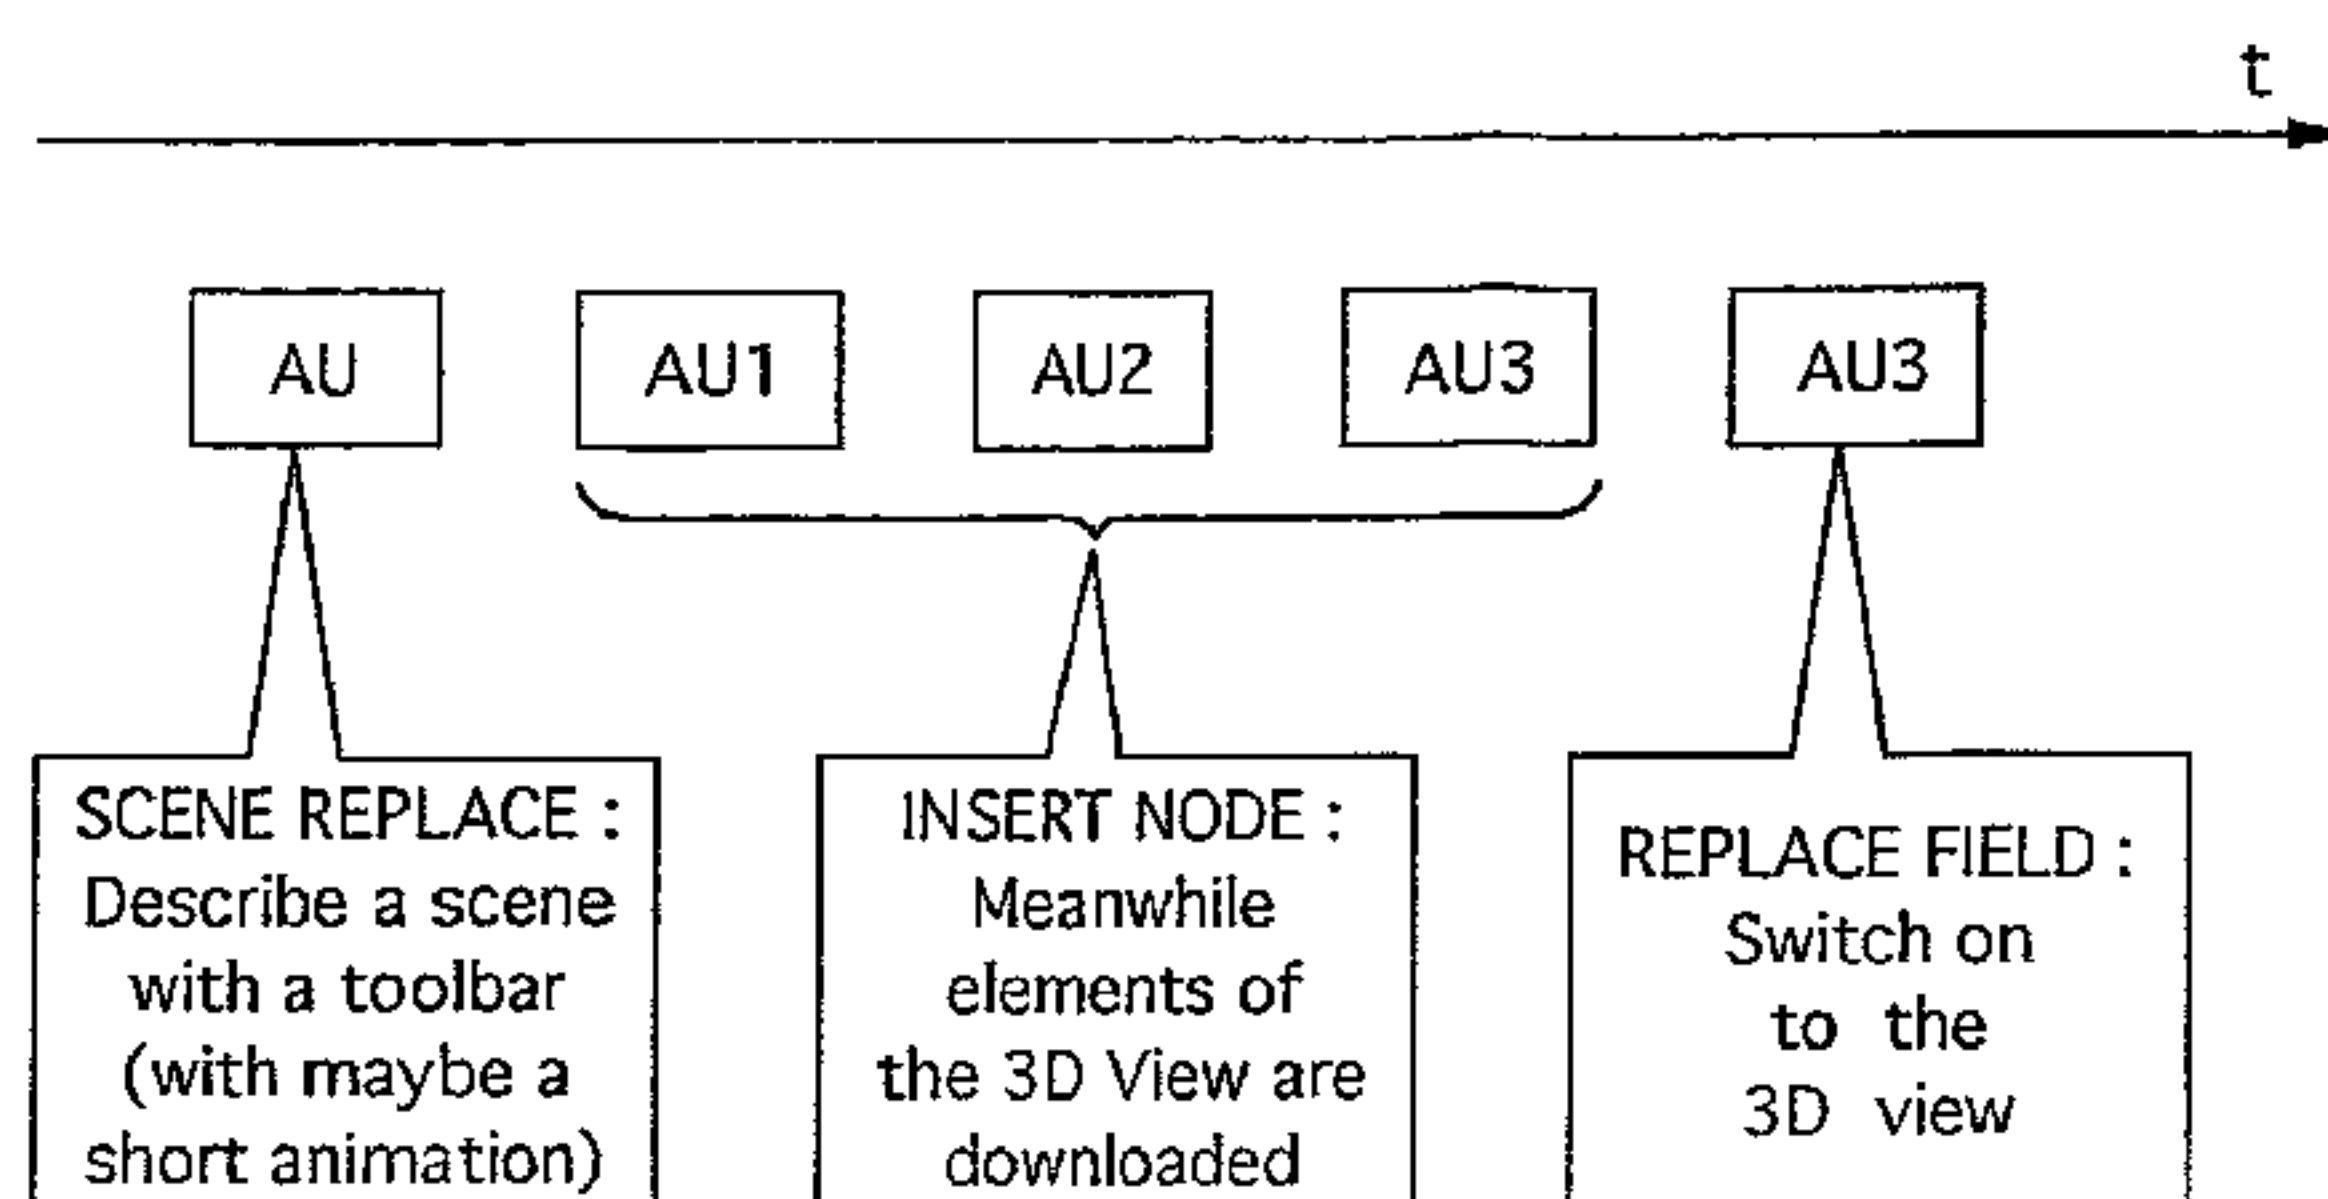 t
AU
AU1
AU2
AU3
AU3
SCENE REPLACE :
Describe a scene
with a toolbar
(with maybe a
short animation)
INSERT NODE :
Meanwhile
elements of
the 3D View are
downloaded
REPLACE FIELD :
Switch on
to the
3D view